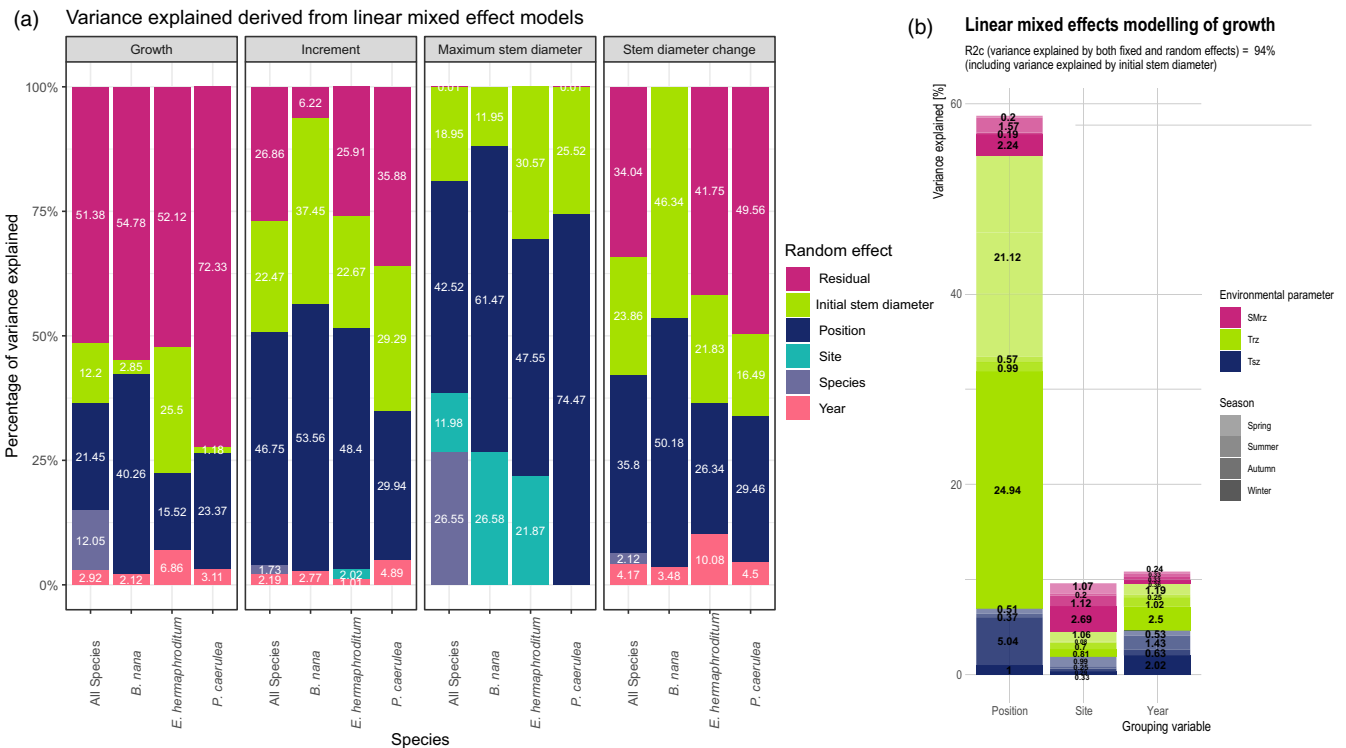 (a) Variance explained derived from linear mixed effect models
Growth
Increment
Maximum stem diameter
Stem diameter change
Percentage of variance explained
100%
75%
50%
25%
0%
51.38
12.2
21.45
12.05
2.92
54.78
2.85
40.26
2.12
52.12
25.5
15.52
6.86
72.33
1.18
23.37
3.11
26.86
22.47
46.75
1.73
2.19
6.22
37.45
53.56
2.77
25.91
22.67
48.4
2.02
1.01
35.88
29.29
29.94
4.89
0.01
18.95
42.52
11.98
26.55
11.95
61.47
26.58
30.57
47.55
21.87
0.01
25.52
74.47
34.04
23.86
35.8
2.12
4.17
46.34
50.18
3.48
41.75
21.83
26.34
10.08
49.56
16.49
29.46
4.5
All Species
B. nana
E. hermaphroditum
P. caerulea
All Species
B. nana
E. hermaphroditum
P. caerulea
All Species
B. nana
E. hermaphroditum
P. caerulea
All Species
B. nana
E. hermaphroditum
P. caerulea
Species
Random effect
Residual
Initial stem diameter
Position
Site
Species
Year
(b) Linear mixed effects modelling of growth
R2c (variance explained by both fixed and random effects) = 94%
(including variance explained by initial stem diameter)
Variance explained [%]
60
40
20
0
0.2
1.57
0.19
2.24
21.12
0.57
0.99
24.94
0.51
0.37
5.04
1
1.07
0.2
1.12
2.69
1.06
0.7
0.81
0.99
0.25
0.33
0.24
1.19
0.25
1.02
2.5
0.53
1.43
0.63
2.02
Position
Site
Year
Grouping variable
Environmental parameter
SMrz
Trz
Tsz
Season
Spring
Summer
Autumn
Winter